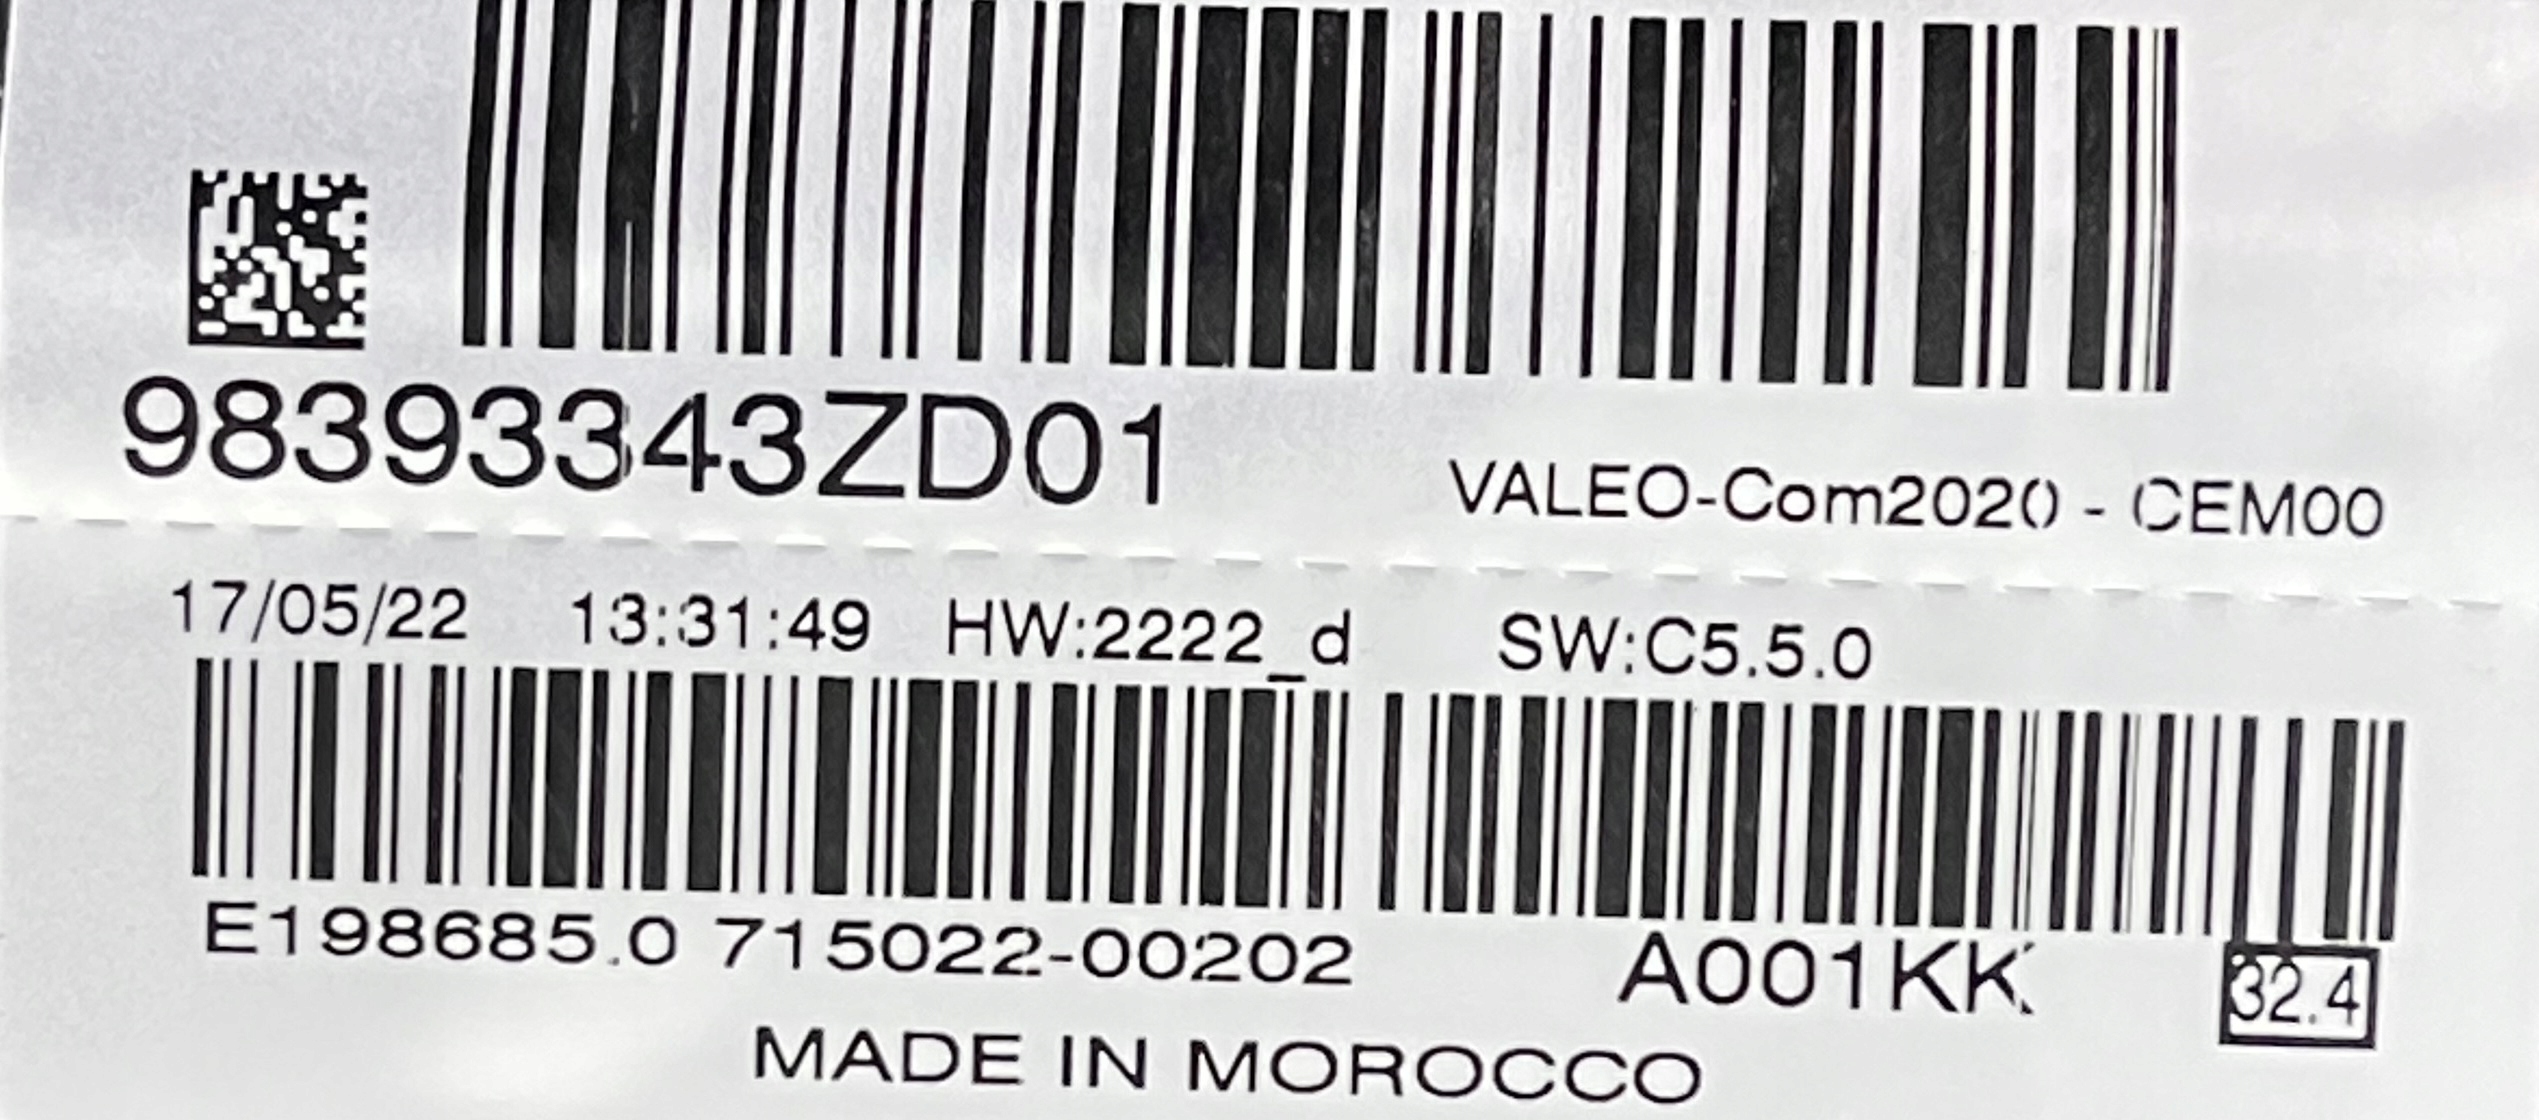 98393343ZD01
VALEO-Com2020 - CEM00
17/05/22 13:31:49 HW:2222_d SW:C5.5.0
E198685.0 715022-00202 A001KK
32.4
MADE IN MOROCCO